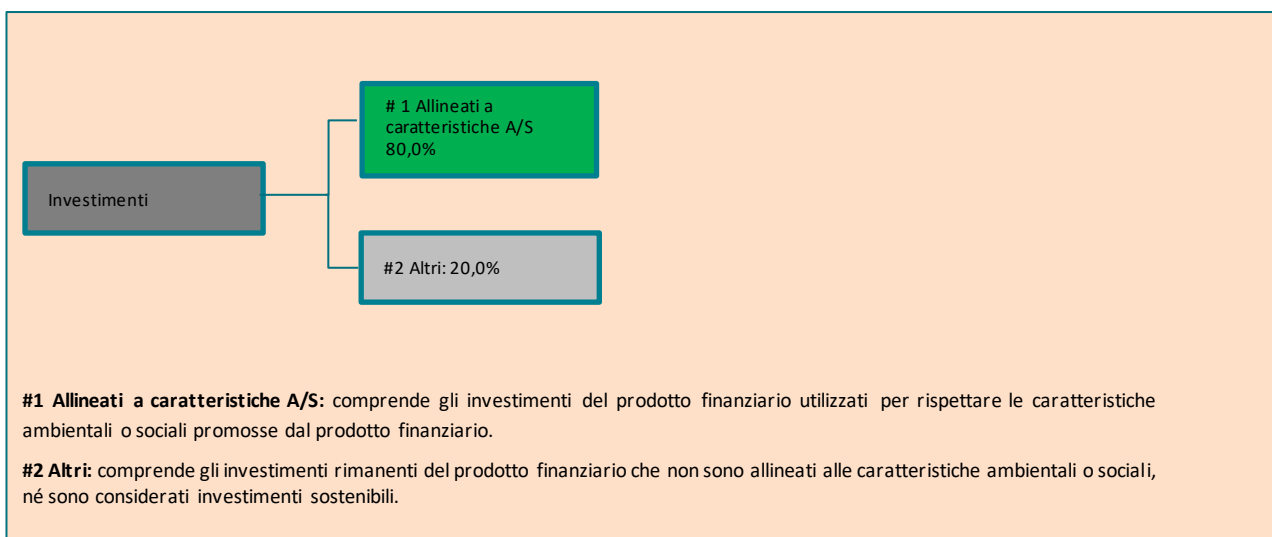 # 1 Allineati a
caratteristiche A/S
80,0%
Investimenti
#2 Altri: 20,0%
#1 Allineati a caratteristiche A/S: comprende gli investimenti del prodotto finanziario utilizzati per rispettare le caratteristiche
ambientali o sociali promosse dal prodotto finanziario.
#2 Altri: comprende gli investimenti rimanenti del prodotto finanziario che non sono allineati alle caratteristiche ambientali o sociali,
né sono considerati investimenti sostenibili.